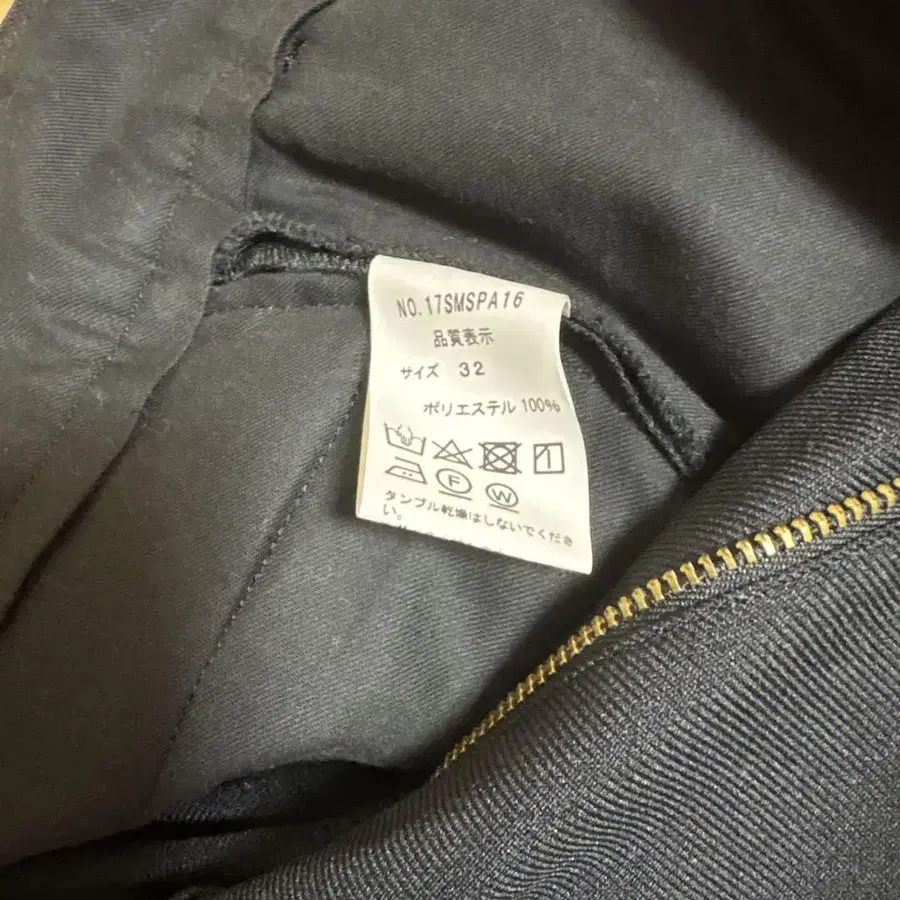 NO.17SMSPA16
品質表示
サイズ 32
ポリエステル 100%
F W
タンブル乾燥はしないでくださ
い。